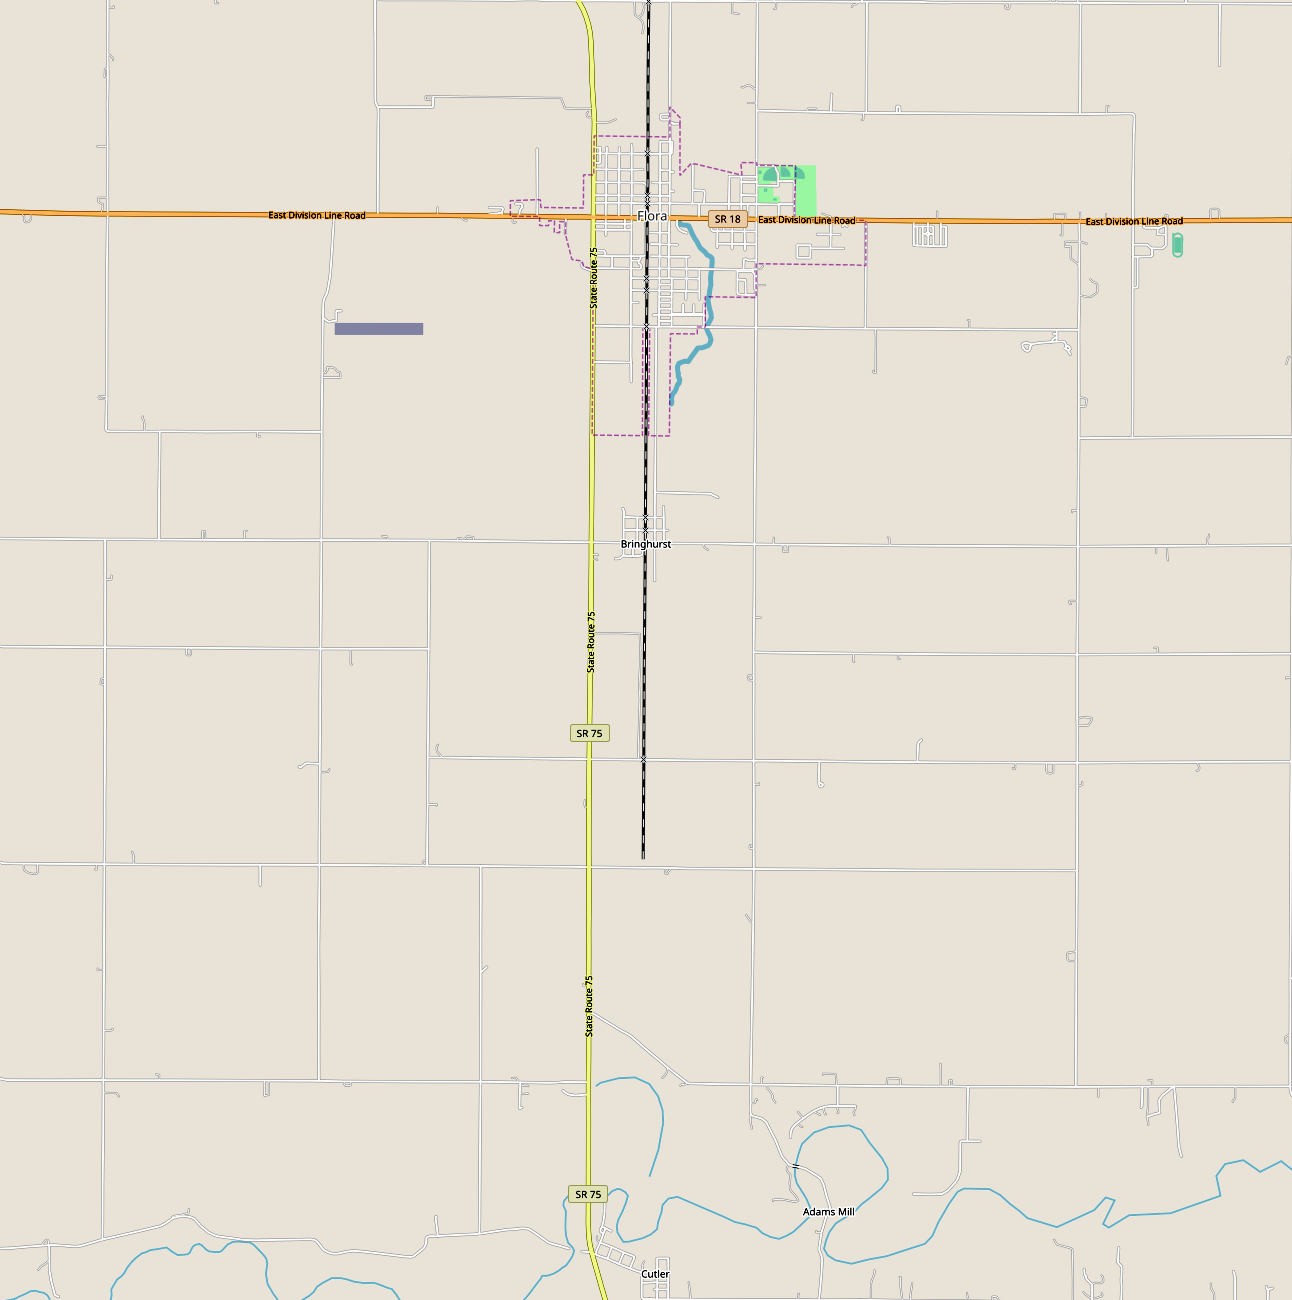 East Division Line Road
Flora
SR 18
East Division Line Road
East Division Line Road
State Route 75
Bringhurst
State Route 75
SR 75
State Route 75
SR 75
Adams Mill
Cutler